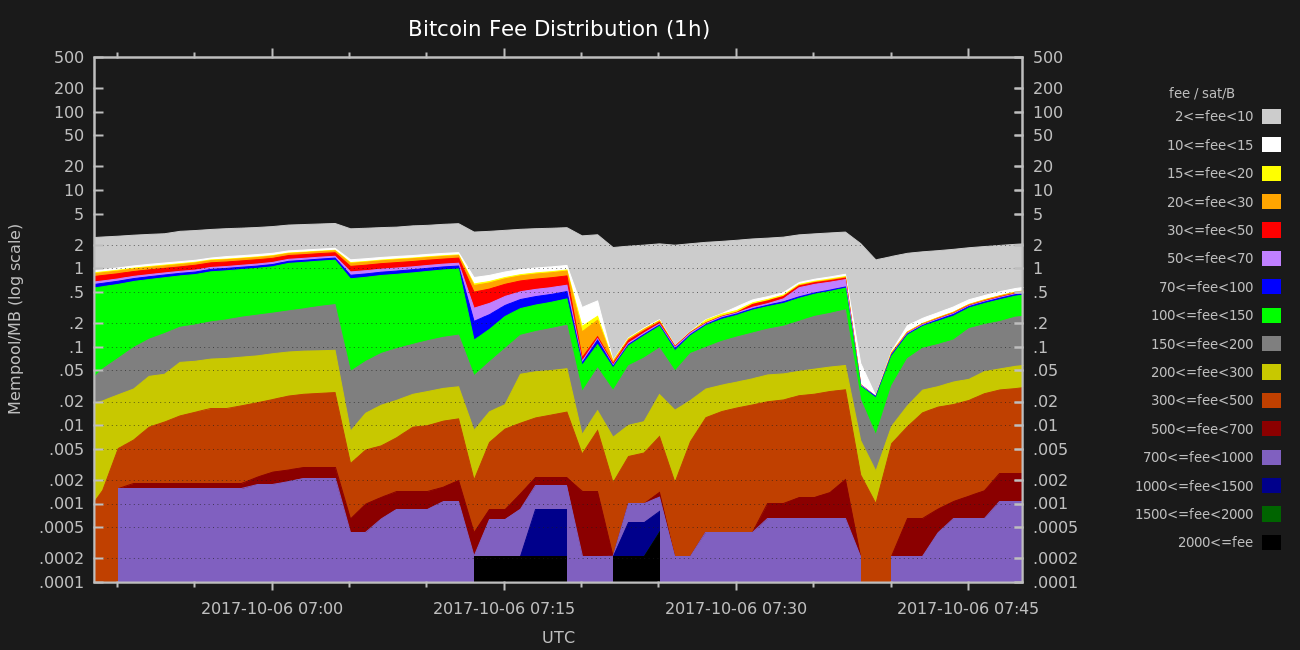 Bitcoin Fee Distribution (1h)
500 500
200 200
100 100
50 50
20 20
10 10
5 5
2 2
1 1
.5 .5
.2 .2
.1 .1
.05 .05
.02 .02
.01 .01
.005 .005
.002 .002
.001 .001
.0005 .0005
.0002 .0002
.0001 .0001
Mempool/MB (log scale)
2017-10-06 07:00 2017-10-06 07:15 2017-10-06 07:30 2017-10-06 07:45
UTC
fee / sat/B
2<=fee<10
10<=fee<15
15<=fee<20
20<=fee<30
30<=fee<50
50<=fee<70
70<=fee<100
100<=fee<150
150<=fee<200
200<=fee<300
300<=fee<500
500<=fee<700
700<=fee<1000
1000<=fee<1500
1500<=fee<2000
2000<=fee